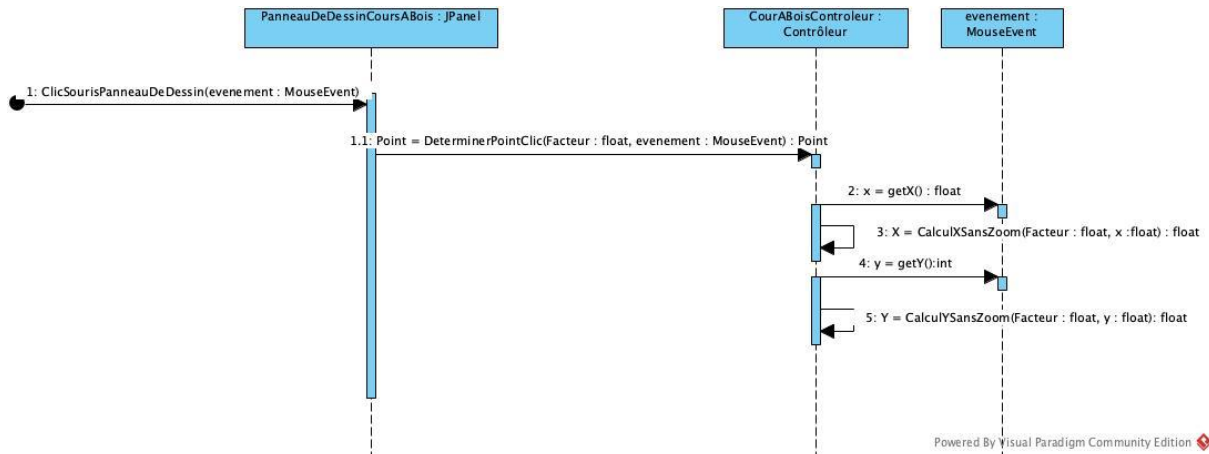 PanneauDeDessinCoursABois : JPanel
CourABoisControleur :
Contrôleur
evenement :
MouseEvent
1: ClicSourisPanneauDeDessin(evenement : MouseEvent)
1.1: Point = DeterminerPointClic(Facteur : float, evenement : MouseEvent) : Point
2: x = getX() : float
3: X = CalculXSansZoom(Facteur : float, x :float) : float
4: y = getY():int
5: Y = CalculYSansZoom(Facteur : float, y : float): float
Powered By Visual Paradigm Community Edition